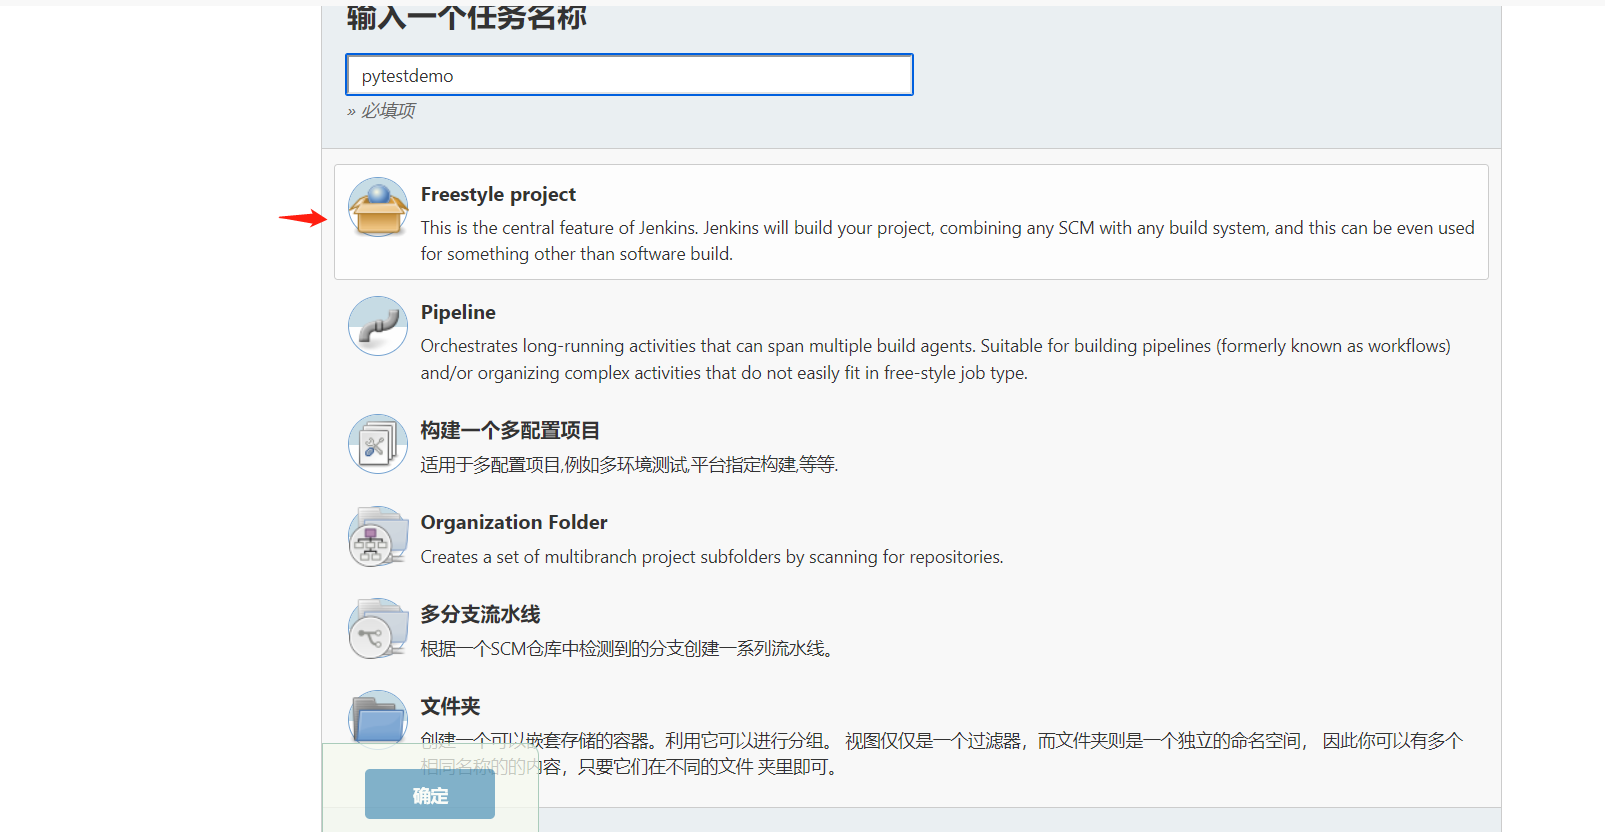 输入一个任务名称
pytestdemo
» 必填项
Freestyle project
This is the central feature of Jenkins. Jenkins will build your project, combining any SCM with any build system, and this can be even used
for something other than software build.
Pipeline
Orchestrates long-running activities that can span multiple build agents. Suitable for building pipelines (formerly known as workflows)
and/or organizing complex activities that do not easily fit in free-style job type.
构建一个多配置项目
适用于多配置项目,例如多环境测试,平台指定构建,等等.
Organization Folder
Creates a set of multibranch project subfolders by scanning for repositories.
多分支流水线
根据一个SCM仓库中检测到的分支创建一系列流水线。
文件夹
创建一个可以嵌套存储的容器。利用它可以进行分组。 视图仅仅是一个过滤器，而文件夹则是一个独立的命名空间， 因此你可以有多个
相同名称的的内容，只要它们在不同的文件 夹里即可。
确定